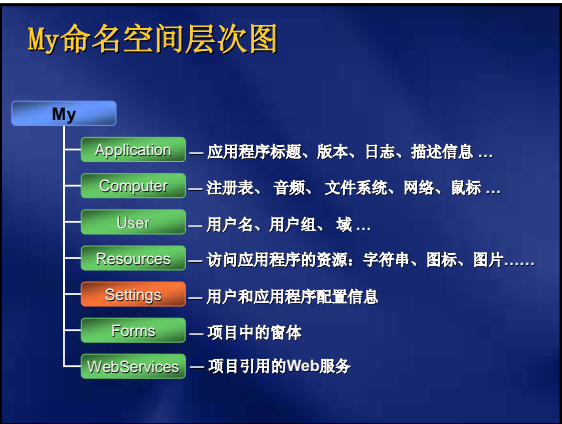 My命名空间层次图
My
Application — 应用程序标题、版本、日志、描述信息 …
Computer — 注册表、 音频、 文件系统、网络、鼠标 …
User — 用户名、用户组、 域 …
Resources — 访问应用程序的资源：字符串、图标、图片……
Settings — 用户和应用程序配置信息
Forms — 项目中的窗体
WebServices — 项目引用的Web服务